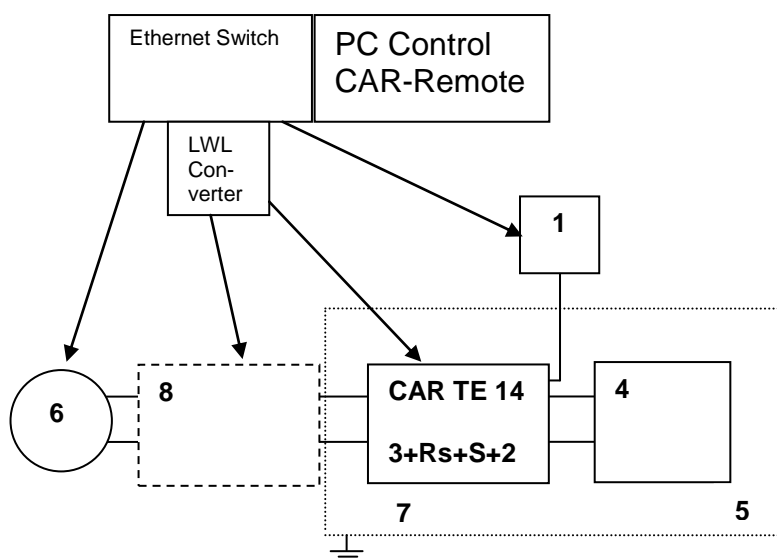 Ethernet Switch
PC Control
CAR-Remote
LWL
Con-
verter
1
6
8
CAR TE 14
3+Rs+S+2
4
7
5